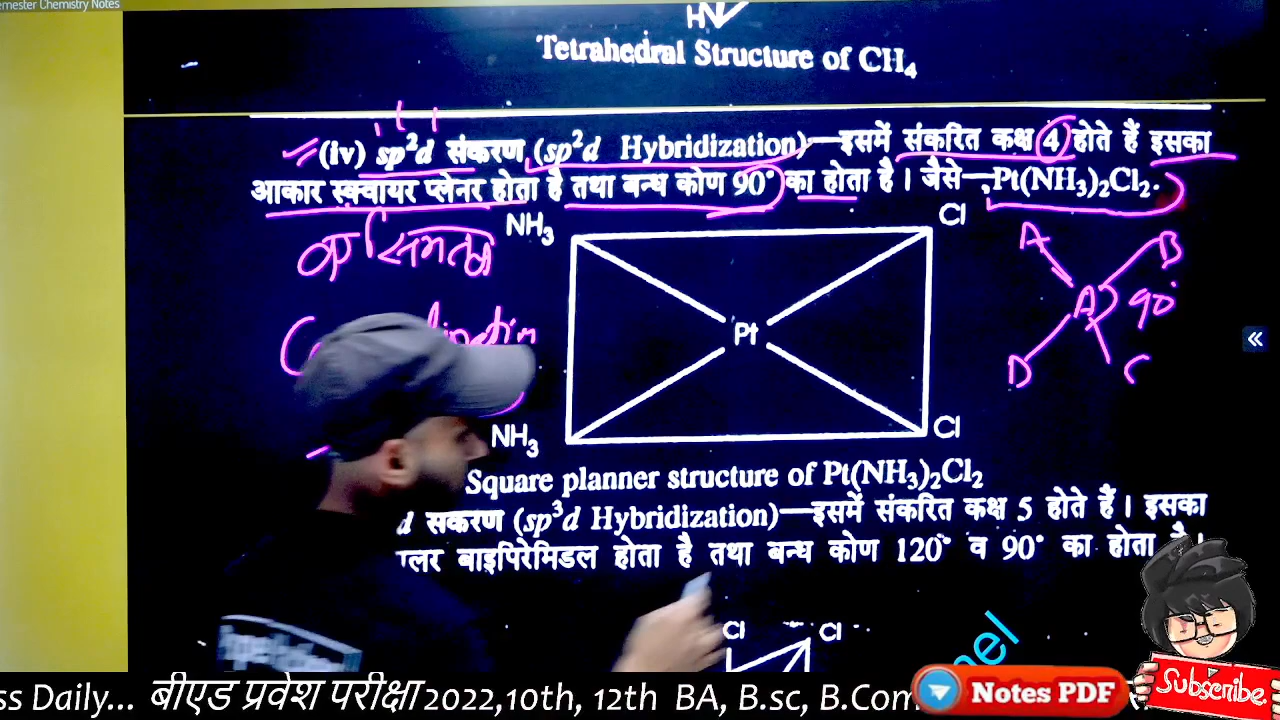 emester Chemistry Notes
HN
Tetrahedral Structure of CH₄
(iv) sp²d संकरण (sp²d Hybridization)—इसमें संकरित कक्ष 4 होते हैं इसका
आकार स्क्वायर प्लेनर होता है तथा बन्ध कोण 90° का होता है। जैसे—Pt(NH₃)₂Cl₂.
NH₃
Cl
A
B
Pt
A
90°
D
C
NH₃
Cl
Square planner structure of Pt(NH₃)₂Cl₂
d संकरण (sp³d Hybridization)—इसमें संकरित कक्ष 5 होते हैं। इसका
लर बाइपिरेमिडल होता है तथा बन्ध कोण 120° व 90° का होता है।
Cl
Cl
nel
ss Daily... बीएड प्रवेश परीक्षा 2022,10th, 12th BA, B.sc, B.Com
Notes PDF
Subscribe